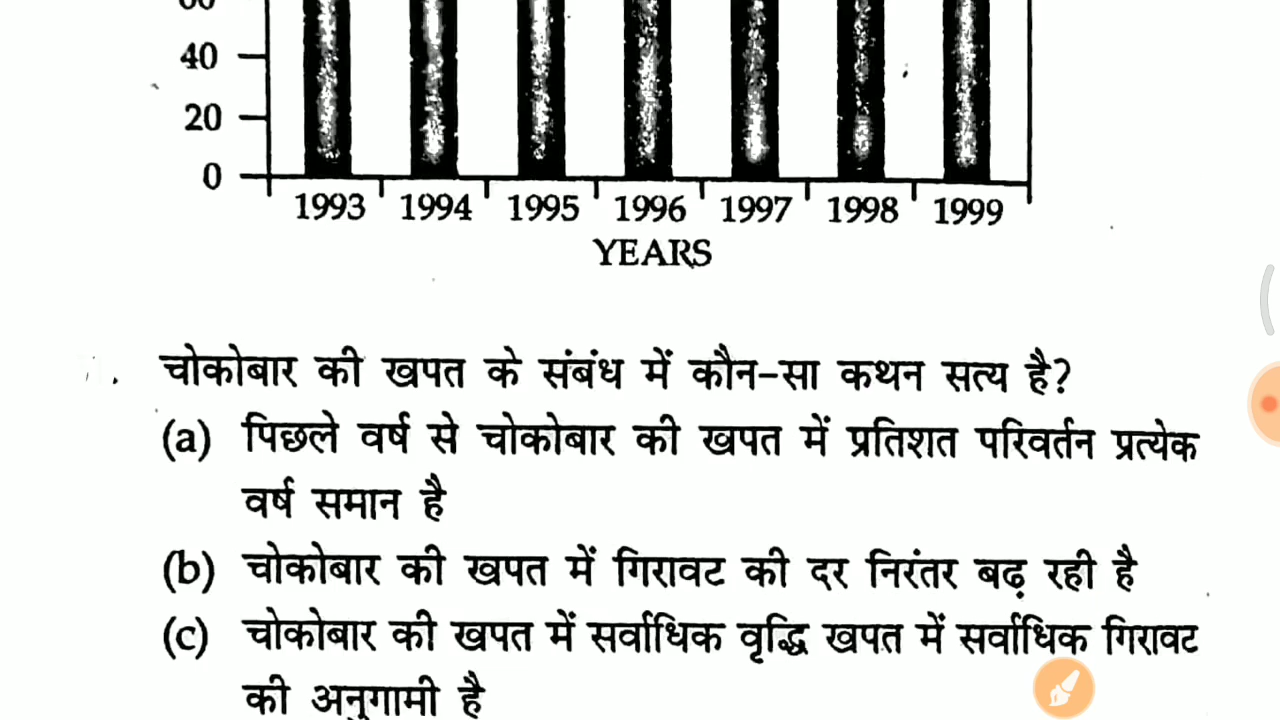 40
20
0
1993 1994 1995 1996 1997 1998 1999
YEARS
चोकोबार की खपत के संबंध में कौन-सा कथन सत्य है?
(a) पिछले वर्ष से चोकोबार की खपत में प्रतिशत परिवर्तन प्रत्येक
वर्ष समान है
(b) चोकोबार की खपत में गिरावट की दर निरंतर बढ़ रही है
(c) चोकोबार की खपत में सर्वाधिक वृद्धि खपत में सर्वाधिक गिरावट
की अनुगामी है